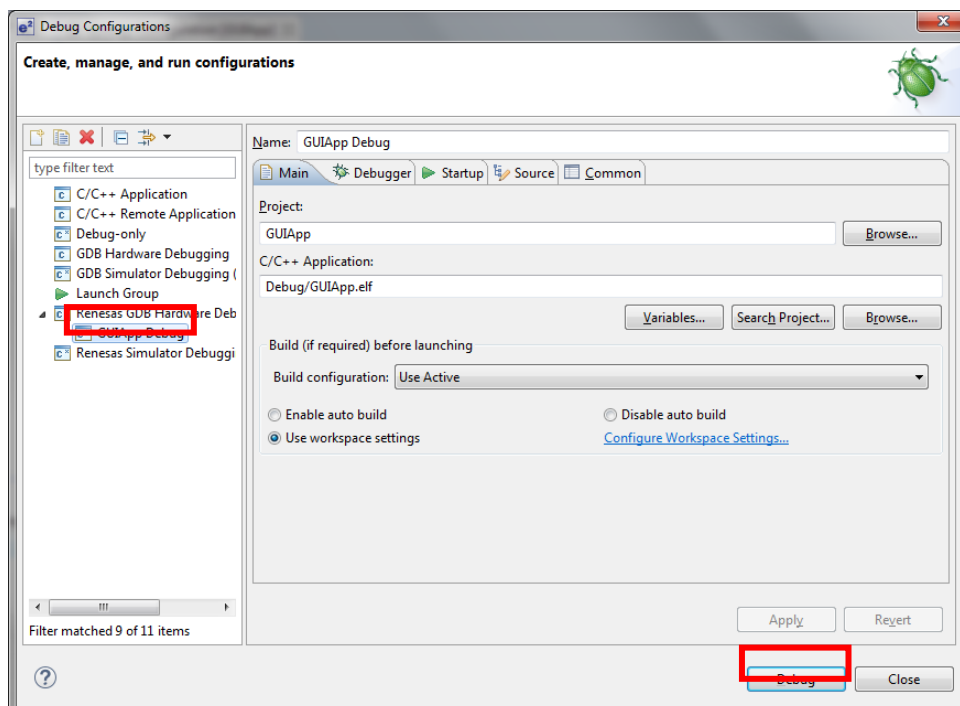 e² Debug Configurations
Create, manage, and run configurations
type filter text
C/C++ Application
C/C++ Remote Application
Debug-only
GDB Hardware Debugging
GDB Simulator Debugging (
Launch Group
Renesas GDB Hardware Deb
GUIApp Debug
Renesas Simulator Debuggi
Filter matched 9 of 11 items
Name: GUIApp Debug
Main Debugger Startup Source Common
Project:
GUIApp Browse...
C/C++ Application:
Debug/GUIApp.elf
Variables... Search Project... Browse...
Build (if required) before launching
Build configuration: Use Active
Enable auto build Disable auto build
Use workspace settings Configure Workspace Settings...
Apply Revert
Debug Close